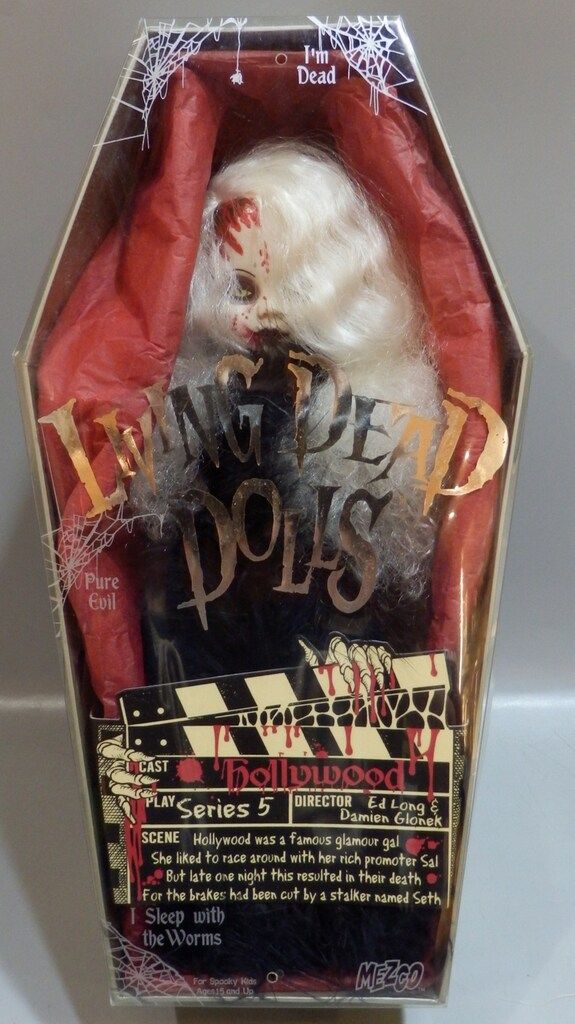 I'm
Dead
LIVING DEAD
DOLLS
Pure
Evil
CAST Hollywood
PLAY Series 5 DIRECTOR Ed Long &
Damien Glonek
SCENE Hollywood was a famous glamour gal
She liked to race around with her rich promoter Sal
But late one night this resulted in their death
For the brakes had been cut by a stalker named Seth
I Sleep with
the Worms
For Spooky Kids
Ages 15 and Up
MEZCO